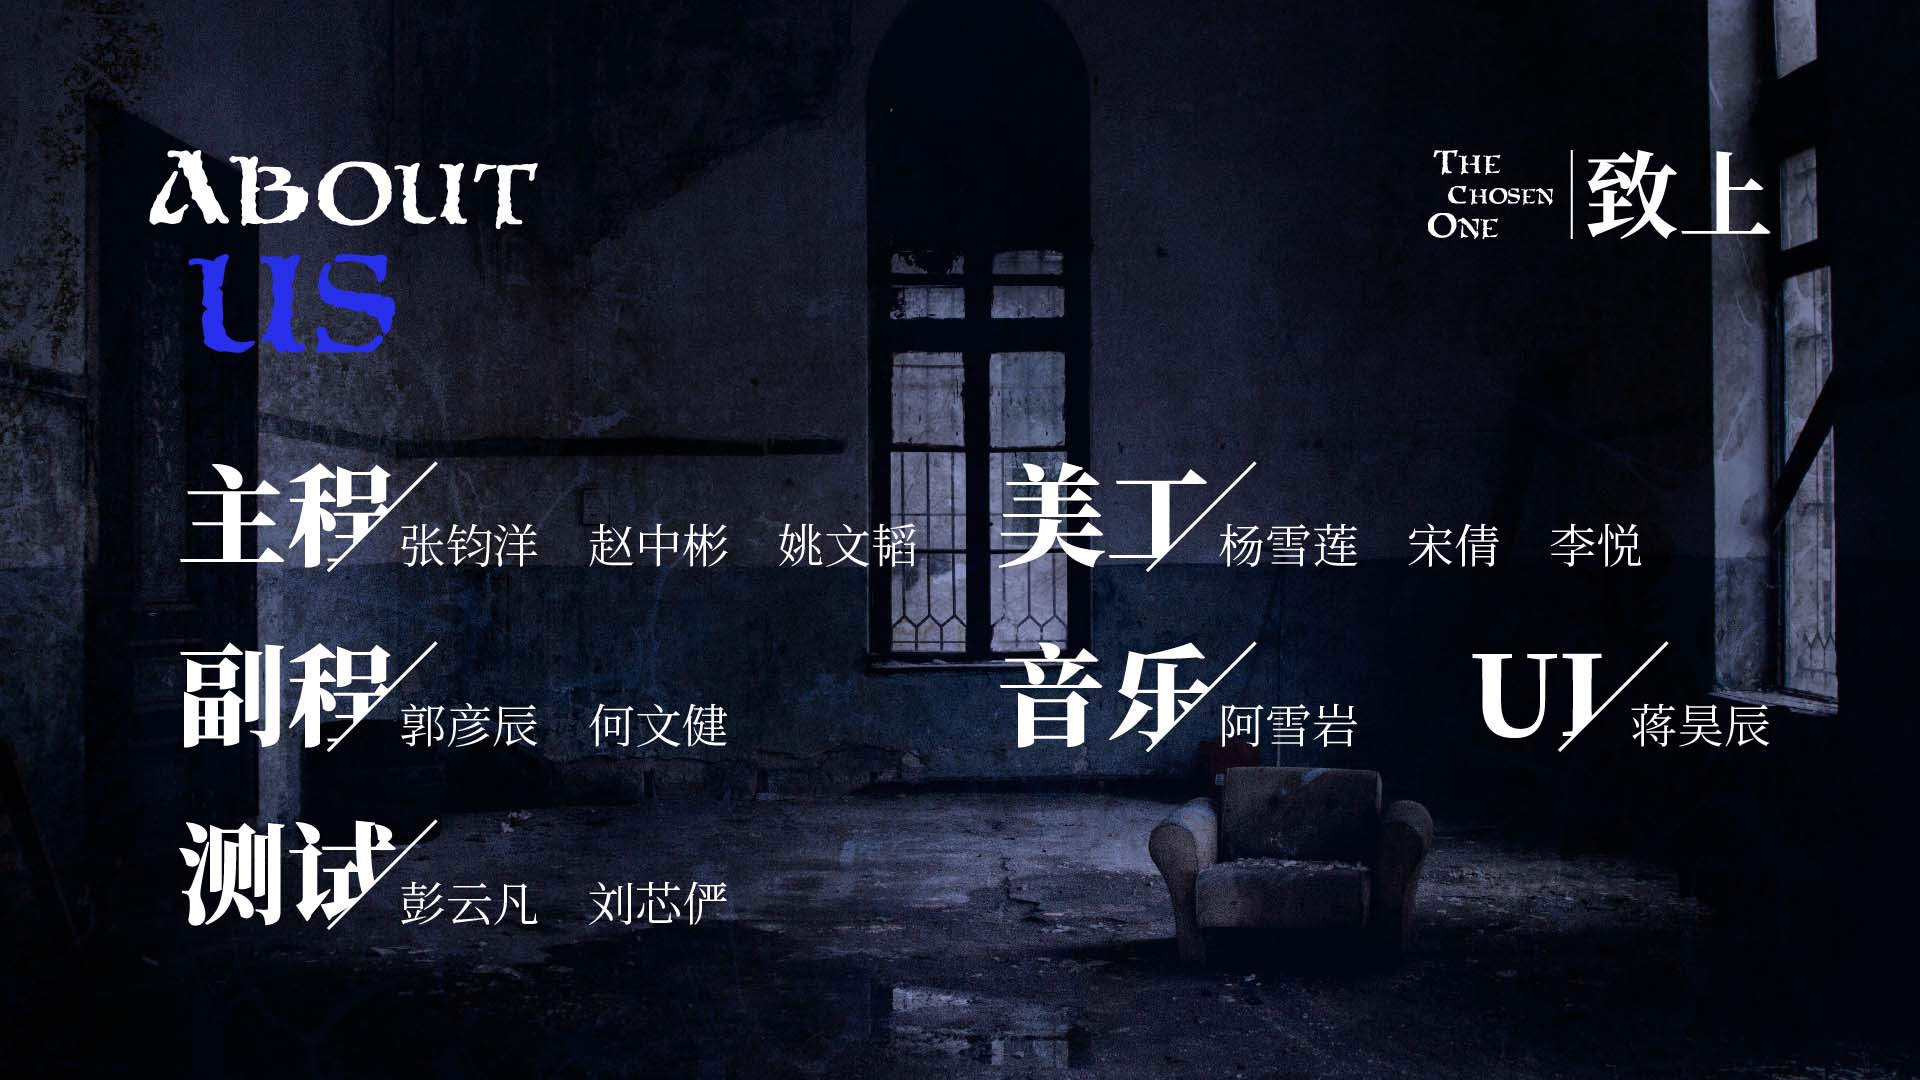 ABOUT
US
THE
CHOSEN
ONE
致上
主程 张钧洋 赵中彬 姚文韬
美工 杨雪莲 宋倩 李悦
副程 郭彦辰 何文健
音乐 阿雪岩
UI 蒋昊辰
测试 彭云凡 刘芯俨